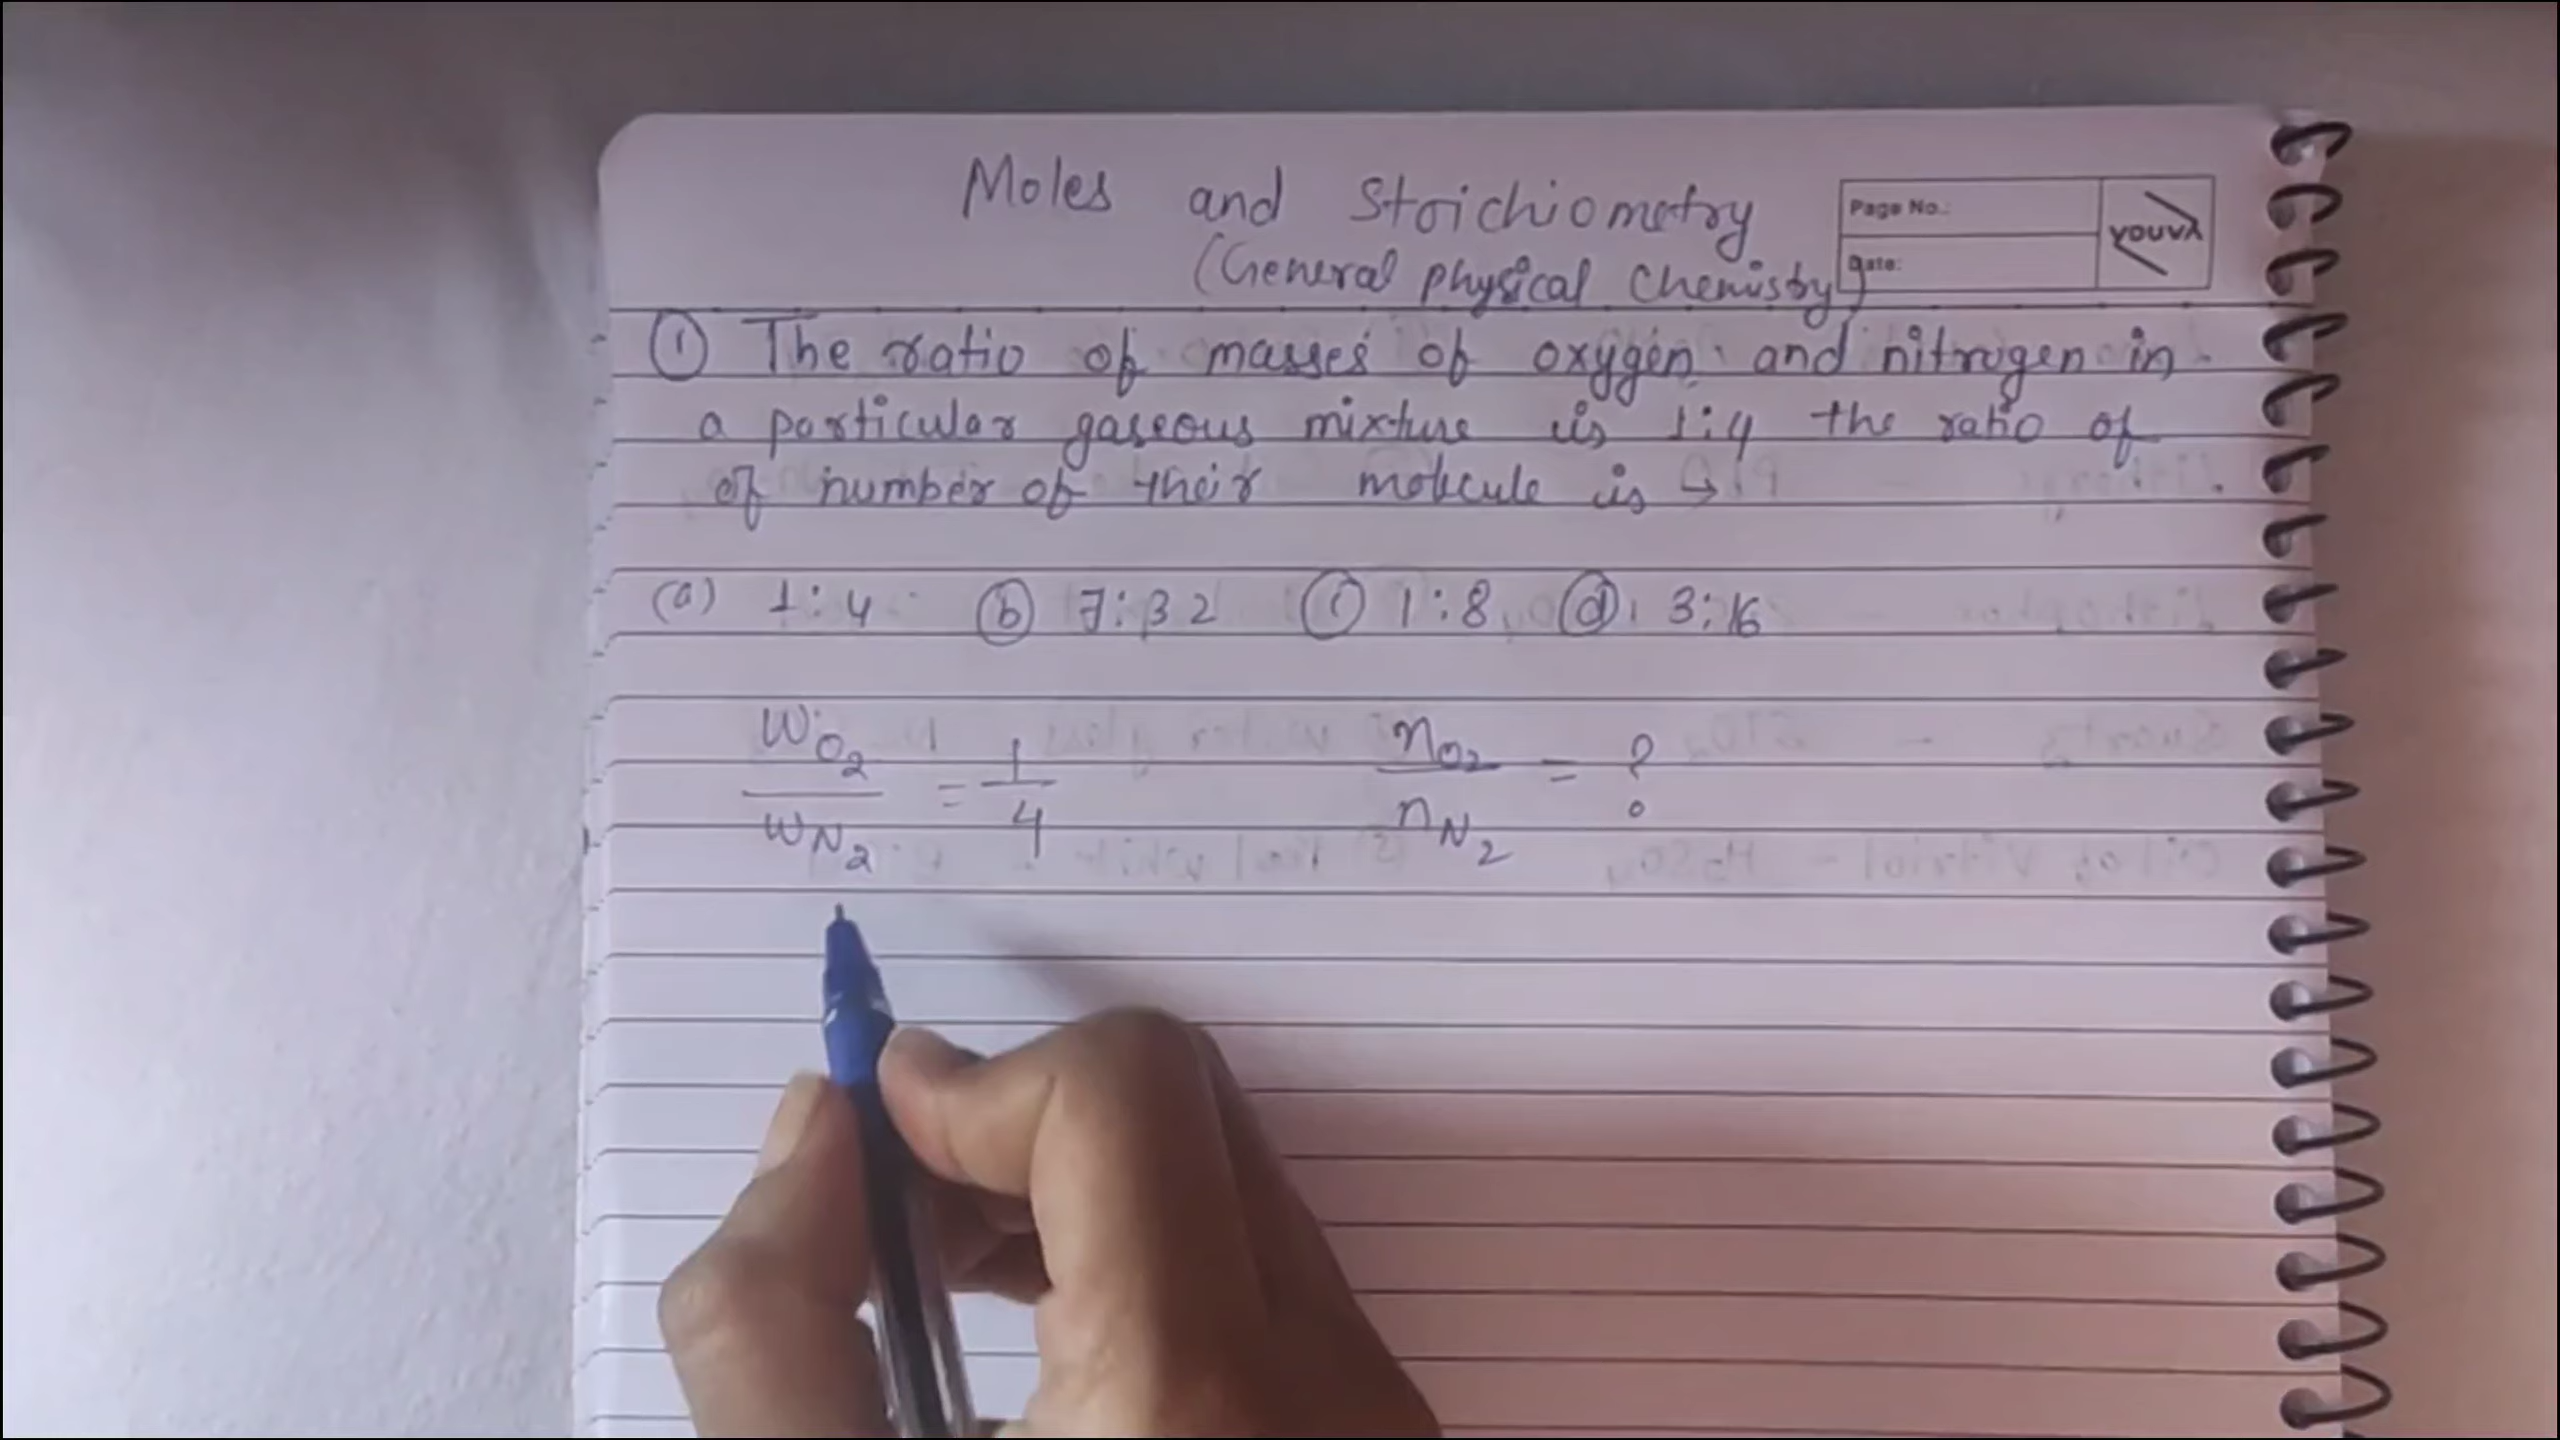 Moles and Stoichiometry
(General physical Chemistry)
Page No.:
Date:
YOUVA
① The ratio of masses of oxygen and nitrogen in
a particular gaseous mixture is 1:4 the ratio of
of number of their molecule is ↳
(a) 1:4 ⓑ 7:32 ⓒ 1:8 ⓓ 3:16
WO2 / WN2 = 1/4 nO2 / nN2 = ?